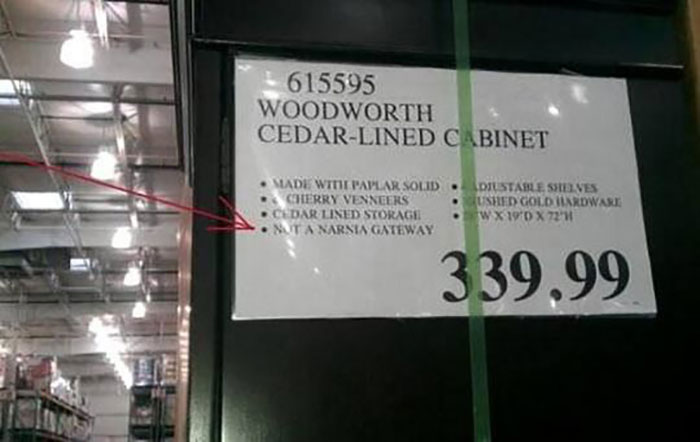 615595
WOODWORTH
CEDAR-LINED CABINET
• MADE WITH PAPLAR SOLID
• CHERRY VENNEERS
• CEDAR LINED STORAGE
• NOT A NARNIA GATEWAY
• ADJUSTABLE SHELVES
• GOLD HARDWARE
• X 19"D X 72"H
339.99